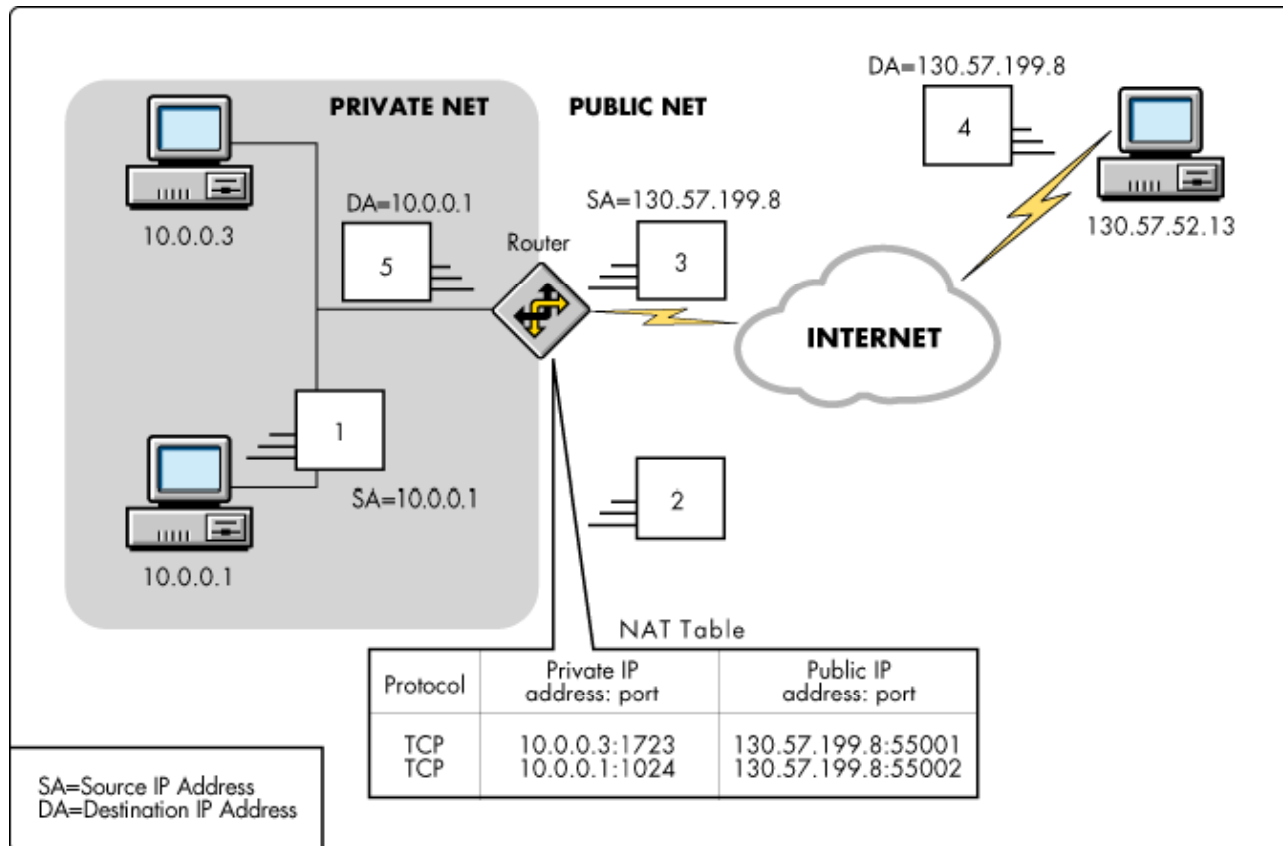 DA=130.57.199.8
4
130.57.52.13
PRIVATE NET
PUBLIC NET
10.0.0.3
DA=10.0.0.1
5
Router
SA=130.57.199.8
3
INTERNET
1
SA=10.0.0.1
10.0.0.1
2
NAT Table
Protocol
Private IP
address: port
Public IP
address: port
TCP 10.0.0.3:1723 130.57.199.8:55001
TCP 10.0.0.1:1024 130.57.199.8:55002
SA=Source IP Address
DA=Destination IP Address